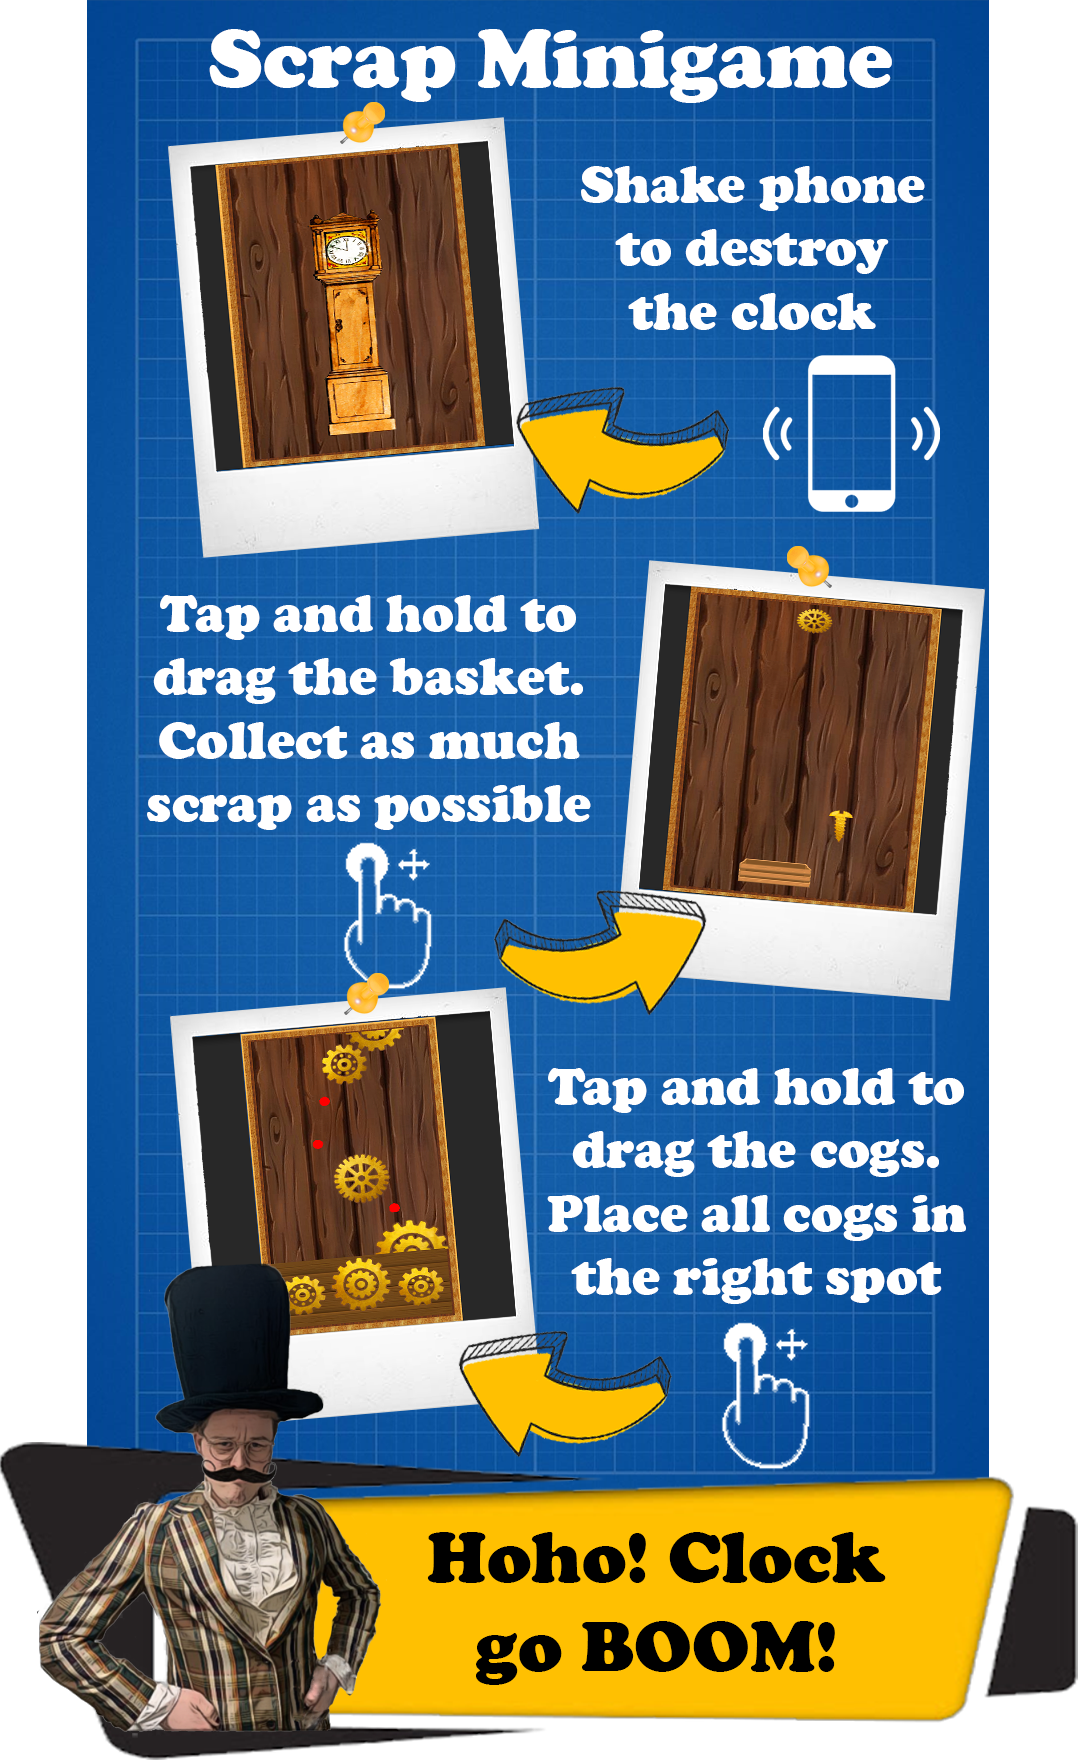 Scrap Minigame
Shake phone
to destroy
the clock
Tap and hold to
drag the basket.
Collect as much
scrap as possible
Tap and hold to
drag the cogs.
Place all cogs in
the right spot
Hoho! Clock
go BOOM!